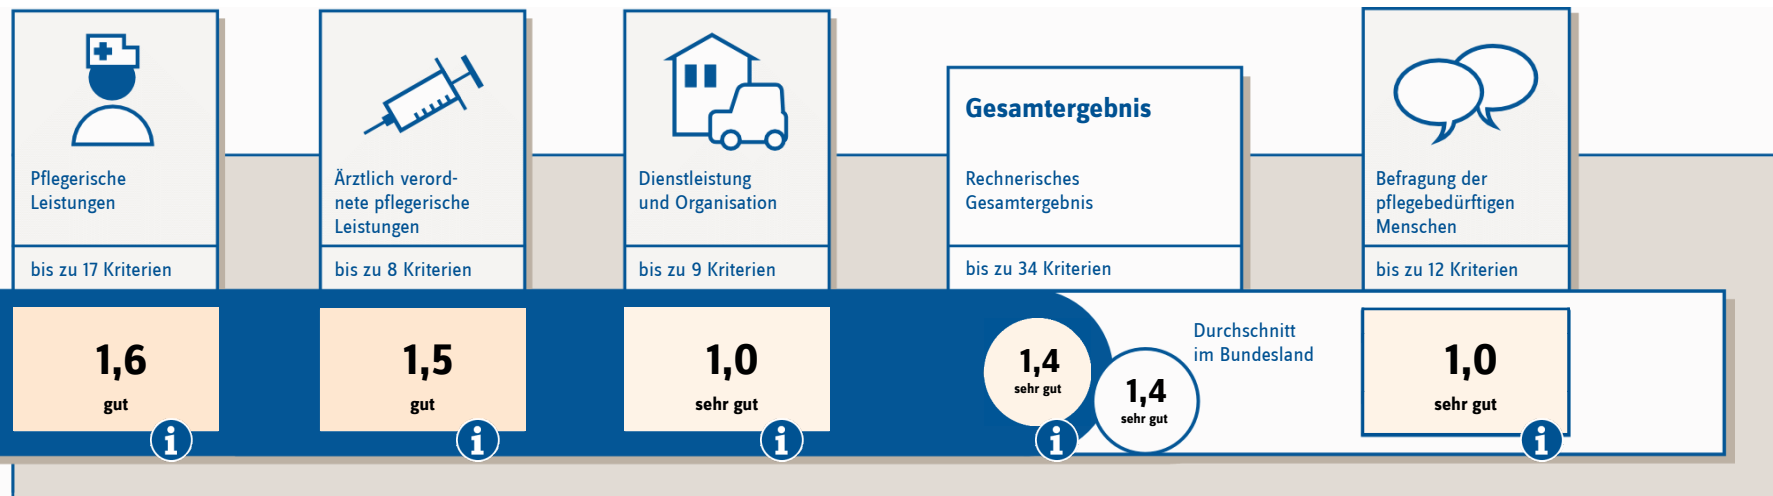 Pflegerische
Leistungen
bis zu 17 Kriterien
1,6
gut
i
Ärztlich verord-
nete pflegerische
Leistungen
bis zu 8 Kriterien
1,5
gut
i
Dienstleistung
und Organisation
bis zu 9 Kriterien
1,0
sehr gut
i
Gesamtergebnis
Rechnerisches
Gesamtergebnis
bis zu 34 Kriterien
1,4
sehr gut
i
Durchschnitt
im Bundesland
1,4
sehr gut
Befragung der
pflegebedürftigen
Menschen
bis zu 12 Kriterien
1,0
sehr gut
i